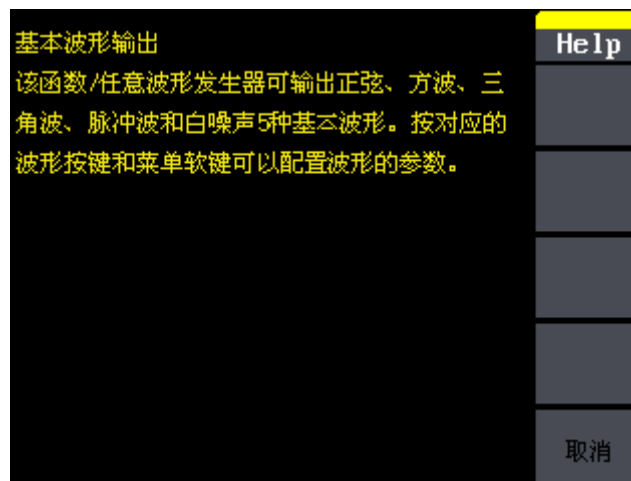 基本波形输出
Help
该函数/任意波形发生器可输出正弦、方波、三
角波、脉冲波和白噪声5种基本波形。按对应的
波形按键和菜单软键可以配置波形的参数。
取消